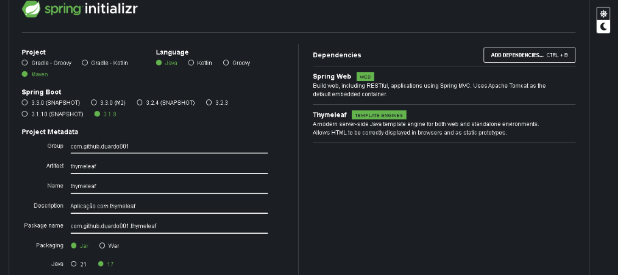 spring initializr
Project
Gradle - Groovy Gradle - Kotlin
Maven
Language
Java Kotlin Groovy
Spring Boot
3.3.0 (SNAPSHOT) 3.3.0 (M2) 3.2.4 (SNAPSHOT) 3.2.3
3.1.10 (SNAPSHOT) 3.1.9
Project Metadata
Group com.github.duardo001
Artifact thymeleaf
Name thymeleaf
Description Aplicação com thymeleaf
Package name com.github.duardo001.thymeleaf
Packaging Jar War
Java 21 17
Dependencies
ADD DEPENDENCIES... CTRL + B
Spring Web WEB
Build web, including RESTful, applications using Spring MVC. Uses Apache Tomcat as the
default embedded container.
Thymeleaf TEMPLATE ENGINES
A modern server-side Java template engine for both web and standalone environments.
Allows HTML to be correctly displayed in browsers and as static prototypes.